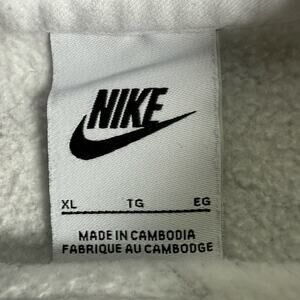 NIKE
XL TG EG
MADE IN CAMBODIA
FABRIQUE AU CAMBODGE